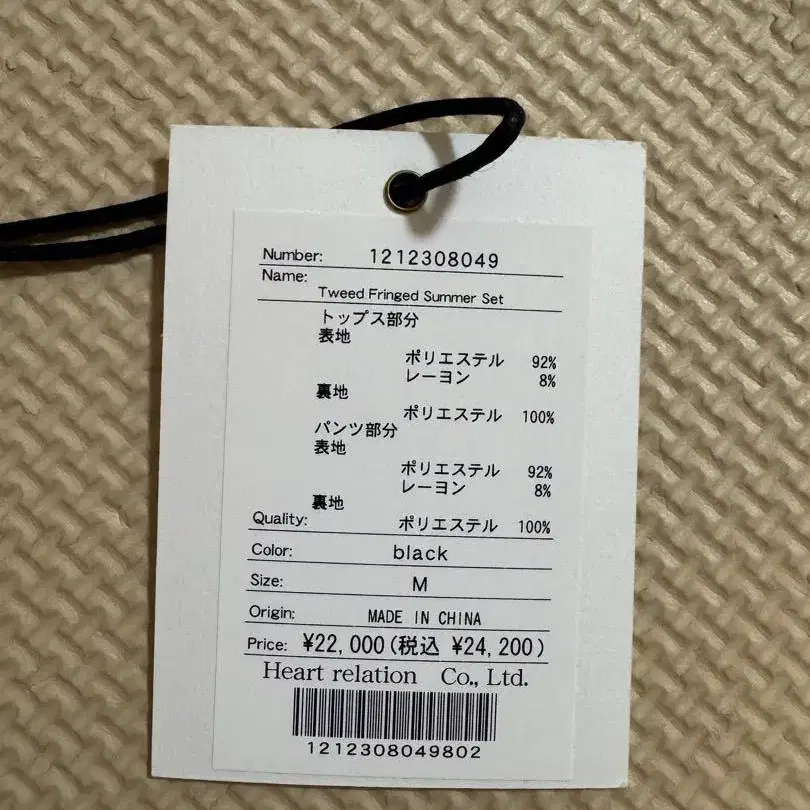 Number: 1212308049
Name:
Tweed Fringed Summer Set
トップス部分
表地
ポリエステル 92%
レーヨン 8%
裏地
ポリエステル 100%
パンツ部分
表地
ポリエステル 92%
レーヨン 8%
裏地
Quality: ポリエステル 100%
Color: black
Size: M
Origin: MADE IN CHINA
Price: ¥22,000(税込 ¥24,200)
Heart relation Co., Ltd.
1212308049802